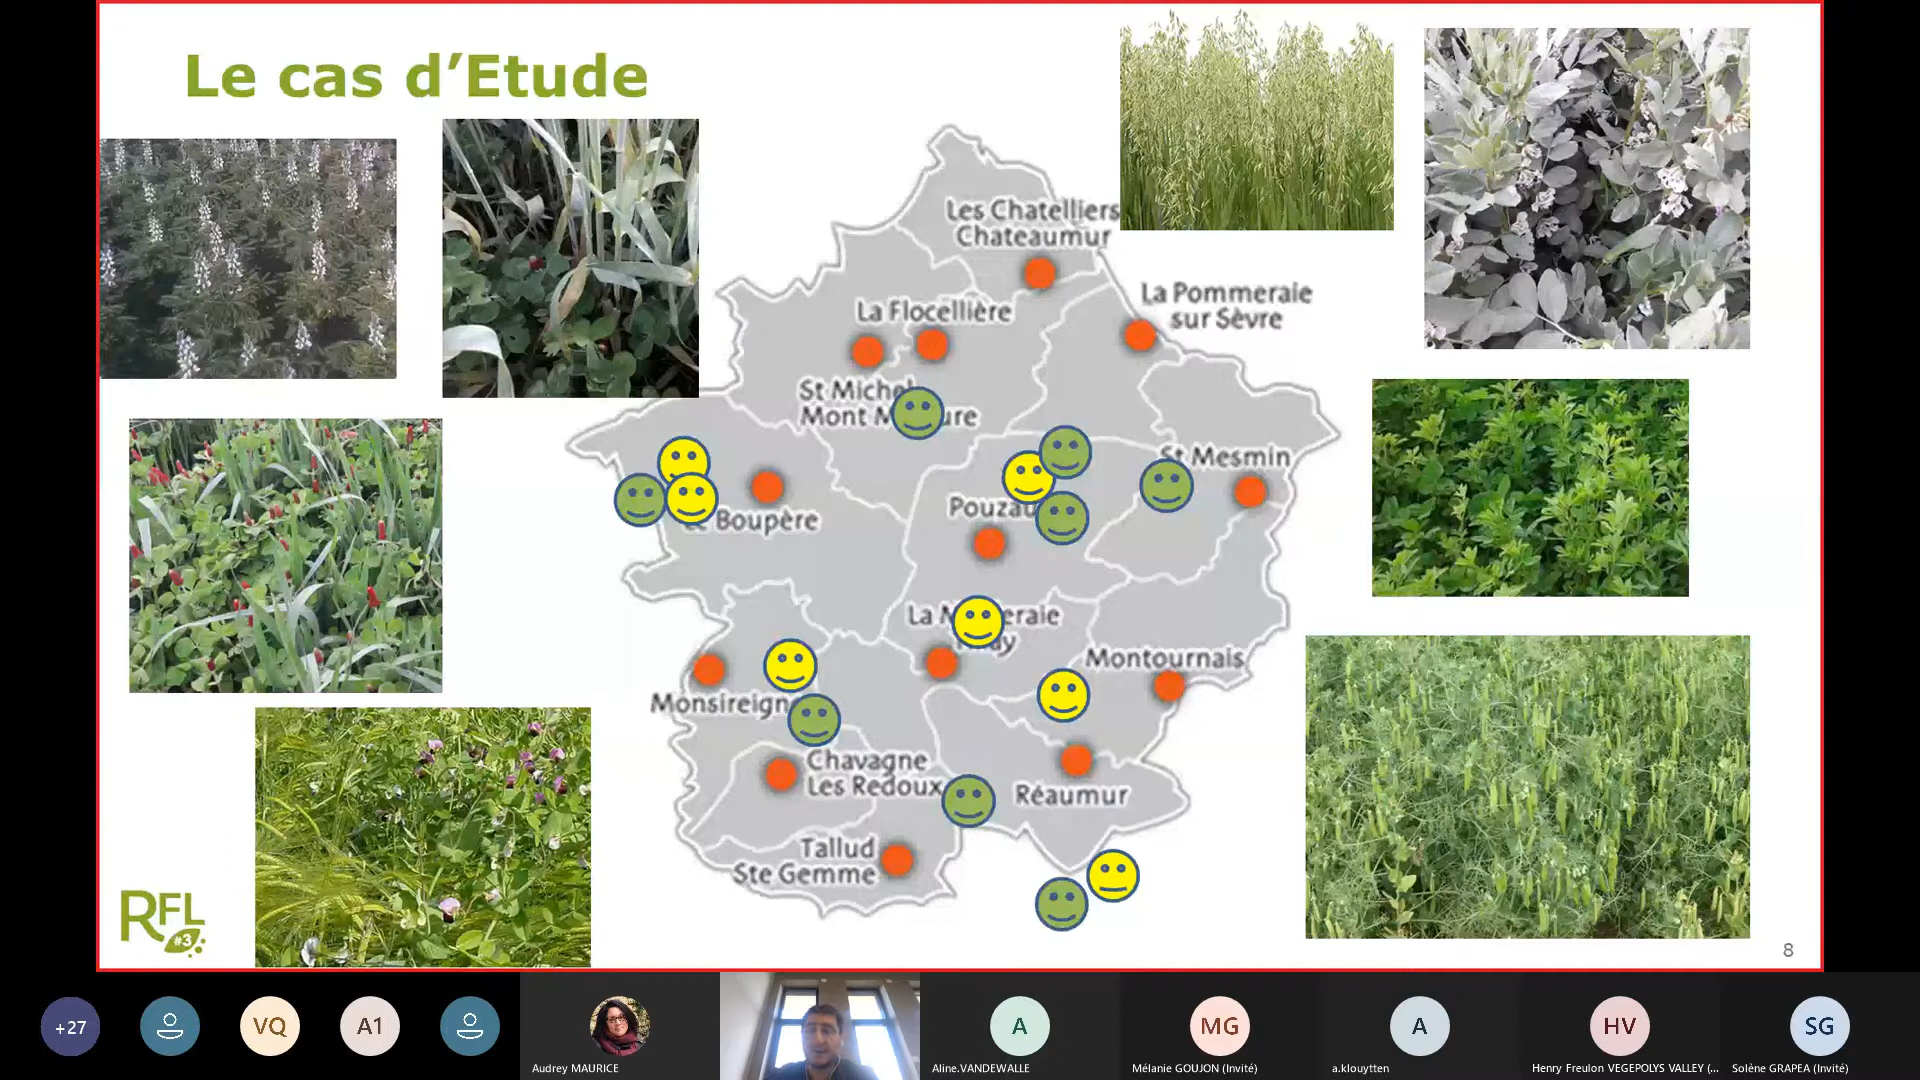 Le cas d’Etude
Les Chatelliers
Chateaumur
La Pommeraie
sur Sèvre
La Flocellière
St Michel
Mont M ure
St Mesmin
Boupère
Pouzau
La M eraie
Montournais
Monsireign
Chavagne
Les Redoux
Réaumur
Tallud
Ste Gemme
RFL
#3
8
+27
VQ
A1
A
MG
A
HV
SG
Audrey MAURICE
Aline.VANDEWALLE
Mélanie GOUJON (Invité)
a.klouytten
Henry Freulon VEGEPOLYS VALLEY (...
Solène GRAPEA (Invité)